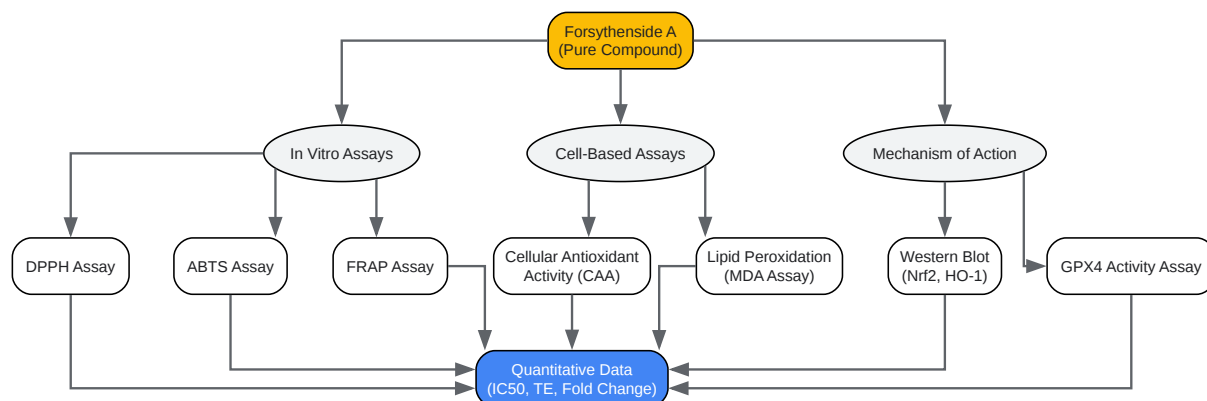 Forsythenside A
(Pure Compound)
In Vitro Assays
Cell-Based Assays
Mechanism of Action
DPPH Assay
ABTS Assay
FRAP Assay
Cellular Antioxidant
Activity (CAA)
Lipid Peroxidation
(MDA Assay)
Western Blot
(Nrf2, HO-1)
GPX4 Activity Assay
Quantitative Data
(IC50, TE, Fold Change)